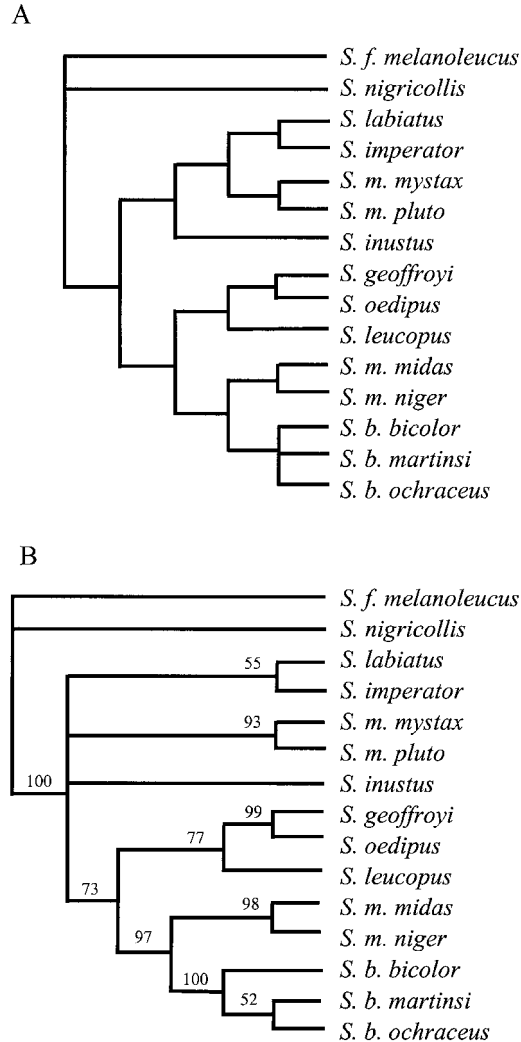 A
S. f. melanoleucus
S. nigricollis
S. labiatus
S. imperator
S. m. mystax
S. m. pluto
S. inustus
S. geoffroyi
S. oedipus
S. leucopus
S. m. midas
S. m. niger
S. b. bicolor
S. b. martinsi
S. b. ochraceus
B
S. f. melanoleucus
S. nigricollis
55 S. labiatus
S. imperator
93 S. m. mystax
S. m. pluto
100 S. inustus
99 S. geoffroyi
77 S. oedipus
S. leucopus
73 98 S. m. midas
97 S. m. niger
100 S. b. bicolor
52 S. b. martinsi
S. b. ochraceus